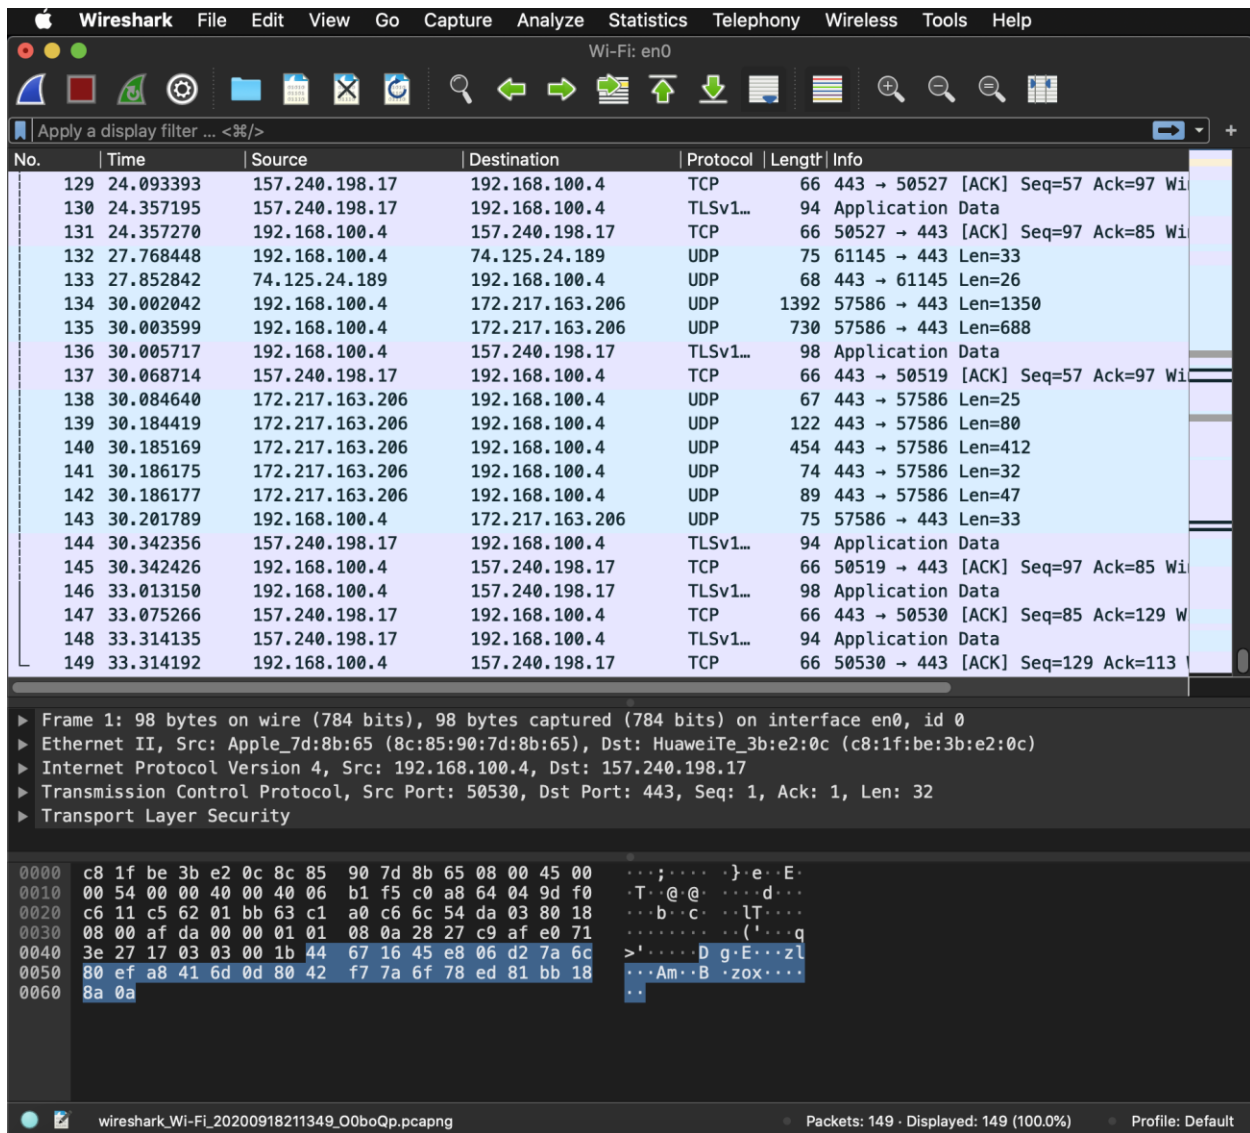 Wireshark File Edit View Go Capture Analyze Statistics Telephony Wireless Tools Help
Wi-Fi: en0
Apply a display filter ... <⌘/>
No. Time Source Destination Protocol Length Info
129 24.093393 157.240.198.17 192.168.100.4 TCP 66 443 → 50527 [ACK] Seq=57 Ack=97 Wi
130 24.357195 157.240.198.17 192.168.100.4 TLSv1… 94 Application Data
131 24.357270 192.168.100.4 157.240.198.17 TCP 66 50527 → 443 [ACK] Seq=97 Ack=85 Wi
132 27.768448 192.168.100.4 74.125.24.189 UDP 75 61145 → 443 Len=33
133 27.852842 74.125.24.189 192.168.100.4 UDP 68 443 → 61145 Len=26
134 30.002042 192.168.100.4 172.217.163.206 UDP 1392 57586 → 443 Len=1350
135 30.003599 192.168.100.4 172.217.163.206 UDP 730 57586 → 443 Len=688
136 30.005717 192.168.100.4 157.240.198.17 TLSv1… 98 Application Data
137 30.068714 157.240.198.17 192.168.100.4 TCP 66 443 → 50519 [ACK] Seq=57 Ack=97 Wi
138 30.084640 172.217.163.206 192.168.100.4 UDP 67 443 → 57586 Len=25
139 30.184419 172.217.163.206 192.168.100.4 UDP 122 443 → 57586 Len=80
140 30.185169 172.217.163.206 192.168.100.4 UDP 454 443 → 57586 Len=412
141 30.186175 172.217.163.206 192.168.100.4 UDP 74 443 → 57586 Len=32
142 30.186177 172.217.163.206 192.168.100.4 UDP 89 443 → 57586 Len=47
143 30.201789 192.168.100.4 172.217.163.206 UDP 75 57586 → 443 Len=33
144 30.342356 157.240.198.17 192.168.100.4 TLSv1… 94 Application Data
145 30.342426 192.168.100.4 157.240.198.17 TCP 66 50519 → 443 [ACK] Seq=97 Ack=85 Wi
146 33.013150 192.168.100.4 157.240.198.17 TLSv1… 98 Application Data
147 33.075266 157.240.198.17 192.168.100.4 TCP 66 443 → 50530 [ACK] Seq=85 Ack=129 W
148 33.314135 157.240.198.17 192.168.100.4 TLSv1… 94 Application Data
149 33.314192 192.168.100.4 157.240.198.17 TCP 66 50530 → 443 [ACK] Seq=129 Ack=113
Frame 1: 98 bytes on wire (784 bits), 98 bytes captured (784 bits) on interface en0, id 0
Ethernet II, Src: Apple_7d:8b:65 (8c:85:90:7d:8b:65), Dst: HuaweiTe_3b:e2:0c (c8:1f:be:3b:e2:0c)
Internet Protocol Version 4, Src: 192.168.100.4, Dst: 157.240.198.17
Transmission Control Protocol, Src Port: 50530, Dst Port: 443, Seq: 1, Ack: 1, Len: 32
Transport Layer Security
0000 c8 1f be 3b e2 0c 8c 85 90 7d 8b 65 08 00 45 00 ···;···· ·}·e··E·
0010 00 54 00 00 40 00 40 06 b1 f5 c0 a8 64 04 9d f0 ·T··@·@· ····d···
0020 c6 11 c5 62 01 bb 63 c1 a0 c6 6c 54 da 03 80 18 ···b··c· ··lT····
0030 08 00 af da 00 00 01 01 08 0a 28 27 c9 af e0 71 ········ ··('···q
0040 3e 27 17 03 03 00 1b 44 67 16 45 e8 06 d2 7a 6c >'·····D g·E···zl
0050 80 ef a8 41 6d 0d 80 42 f7 7a 6f 78 ed 81 bb 18 ···Am··B ·zox····
0060 8a 0a ··
wireshark_Wi-Fi_20200918211349_O0boQp.pcapng Packets: 149 · Displayed: 149 (100.0%) Profile: Default